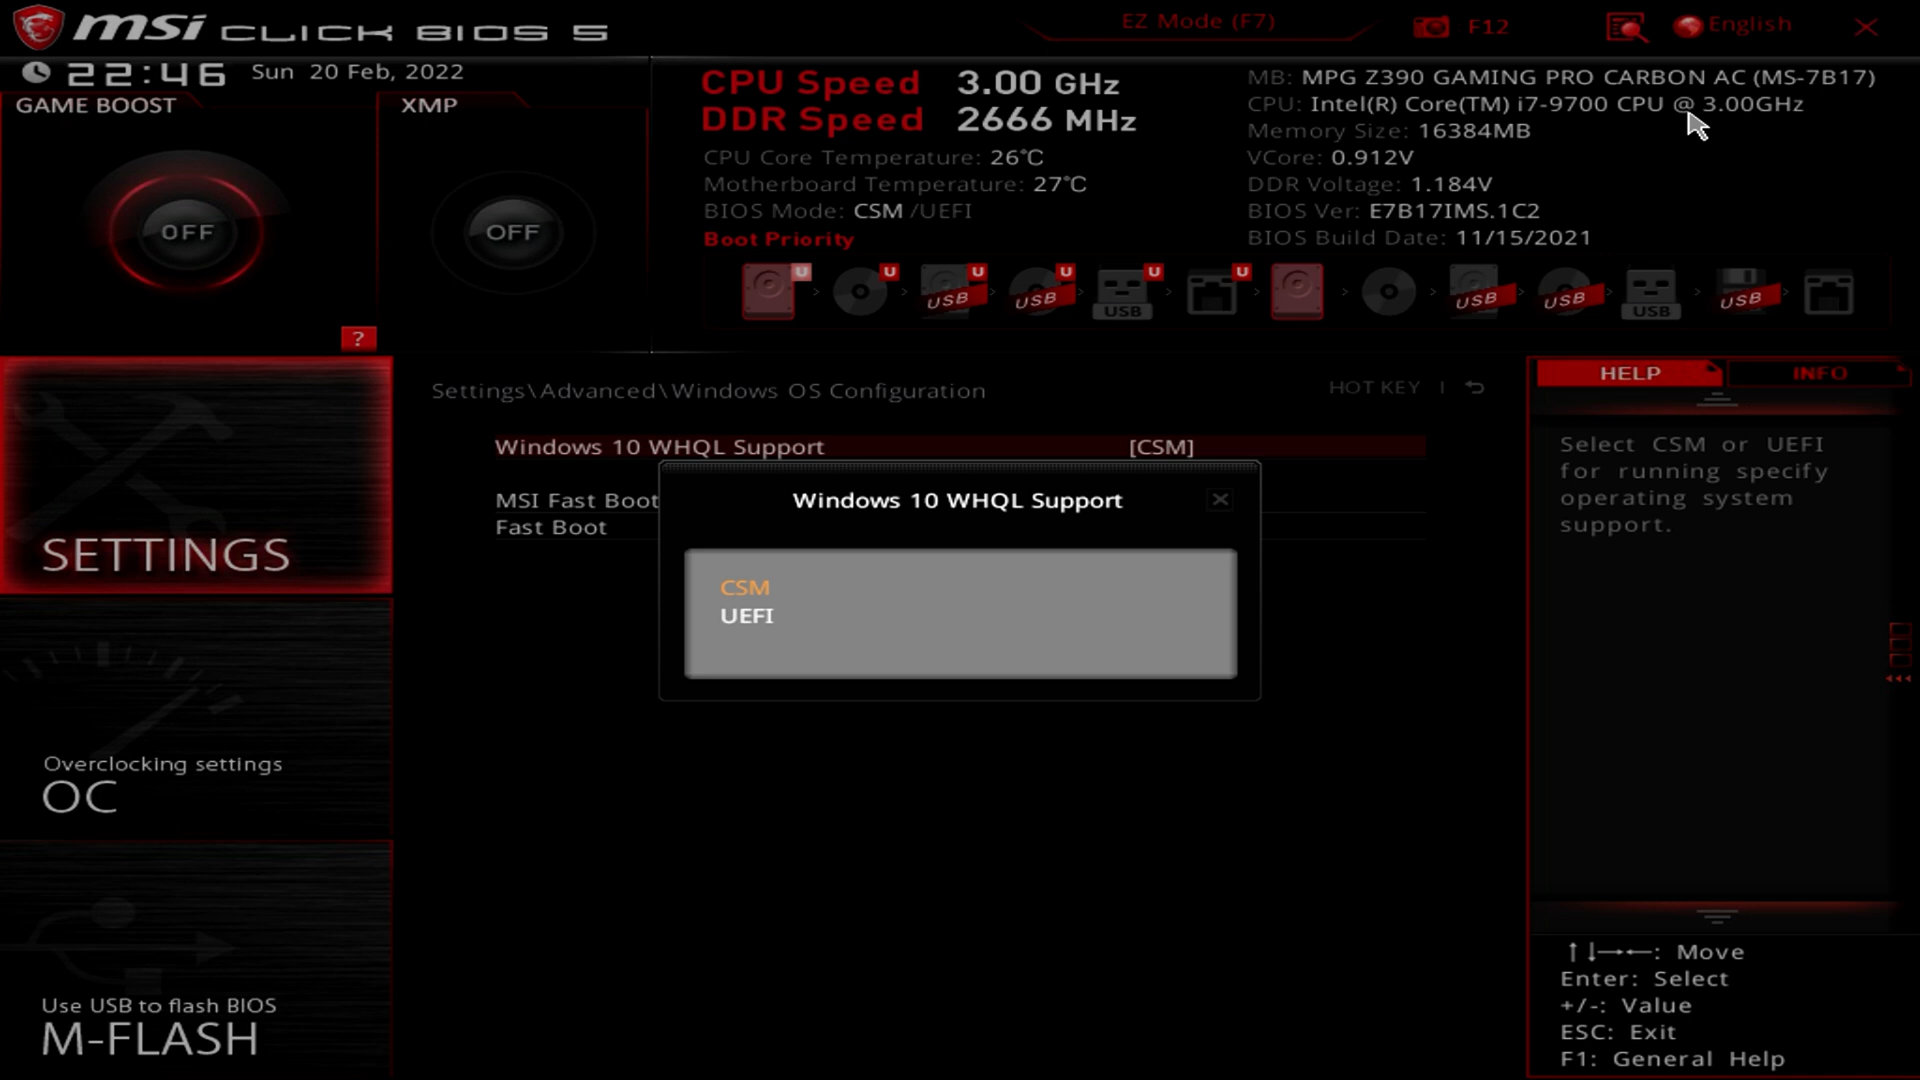 msi CLICK BIOS 5
EZ Mode (F7)
F12
English
22:46 Sun 20 Feb, 2022
GAME BOOST
XMP
OFF
OFF
?
CPU Speed 3.00 GHz
DDR Speed 2666 MHz
CPU Core Temperature: 26°C
Motherboard Temperature: 27°C
BIOS Mode: CSM /UEFI
Boot Priority
MB: MPG Z390 GAMING PRO CARBON AC (MS-7B17)
CPU: Intel(R) Core(TM) i7-9700 CPU @ 3.00GHz
Memory Size: 16384MB
VCore: 0.912V
DDR Voltage: 1.184V
BIOS Ver: E7B17IMS.1C2
BIOS Build Date: 11/15/2021
U U U U U U
USB USB USB USB USB USB USB
SETTINGS
Overclocking settings
OC
Use USB to flash BIOS
M-FLASH
Settings\Advanced\Windows OS Configuration
HOT KEY |
Windows 10 WHQL Support [CSM]
MSI Fast Boot
Fast Boot
Windows 10 WHQL Support
CSM
UEFI
HELP
INFO
Select CSM or UEFI
for running specify
operating system
support.
↑↓→←: Move
Enter: Select
+/-: Value
ESC: Exit
F1: General Help